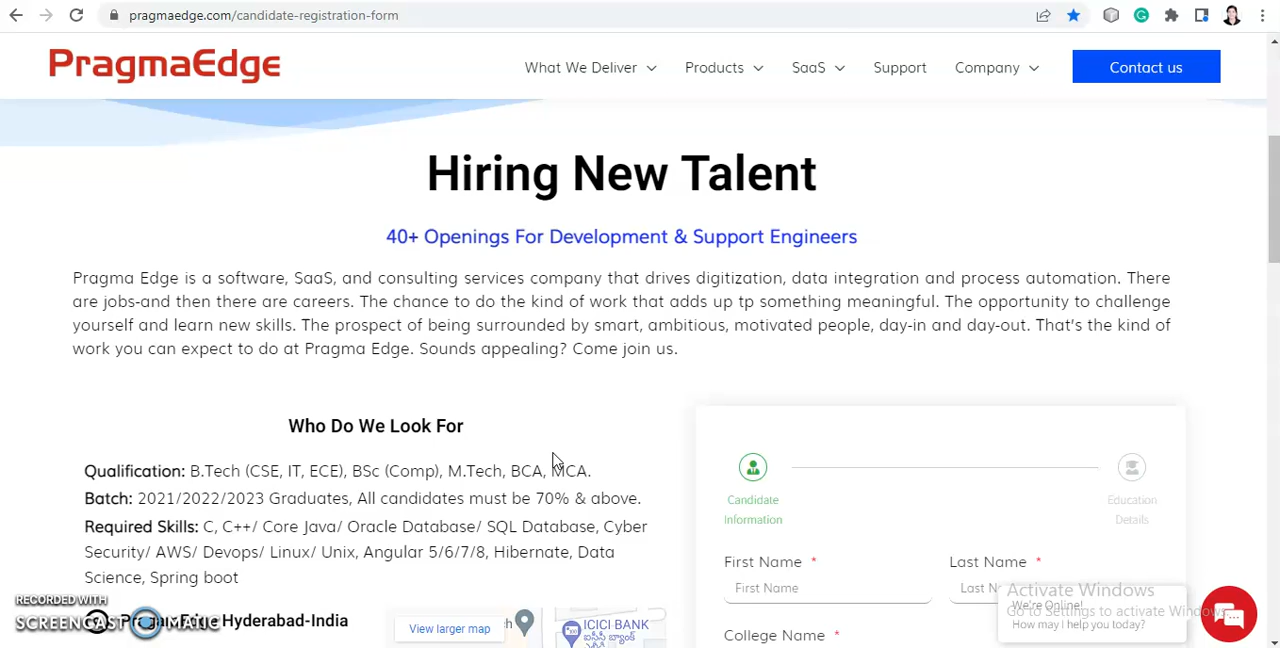 pragmaedge.com/candidate-registration-form
PragmaEdge
What We Deliver
Products
SaaS
Support
Company
Contact us
Hiring New Talent
40+ Openings For Development & Support Engineers
Pragma Edge is a software, SaaS, and consulting services company that drives digitization, data integration and process automation. There
are jobs-and then there are careers. The chance to do the kind of work that adds up tp something meaningful. The opportunity to challenge
yourself and learn new skills. The prospect of being surrounded by smart, ambitious, motivated people, day-in and day-out. That's the kind of
work you can expect to do at Pragma Edge. Sounds appealing? Come join us.
Who Do We Look For
Qualification: B.Tech (CSE, IT, ECE), BSc (Comp), M.Tech, BCA, MCA.
Batch: 2021/2022/2023 Graduates, All candidates must be 70% & above.
Required Skills: C, C++/ Core Java/ Oracle Database/ SQL Database, Cyber
Security/ AWS/ Devops/ Linux/ Unix, Angular 5/6/7/8, Hibernate, Data
Science, Spring boot
PragmaEdge Hyderabad-India
RECORDED WITH
SCREENCAST MATIC
View larger map
ICICI BANK
ఐసీఐసీఐ బ్యాంక్
Candidate
Information
Education
Details
First Name *
First Name
Last Name *
College Name *
Activate Windows
Go to Settings to activate Windows.
We're Online!
How may I help you today?